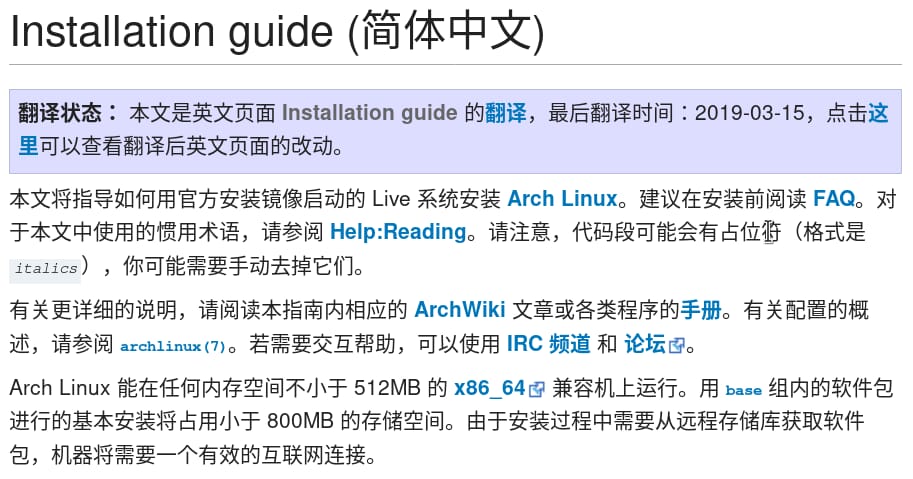 Installation guide (简体中文)
翻译状态： 本文是英文页面 Installation guide 的翻译，最后翻译时间：2019-03-15，点击这
里可以查看翻译后英文页面的改动。
本文将指导如何用官方安装镜像启动的 Live 系统安装 Arch Linux。建议在安装前阅读 FAQ。对
于本文中使用的惯用术语，请参阅 Help:Reading。请注意，代码段可能会有占位符（格式是
italics），你可能需要手动去掉它们。
有关更详细的说明，请阅读本指南内相应的 ArchWiki 文章或各类程序的手册。有关配置的概
述，请参阅 archlinux(7)。若需要交互帮助，可以使用 IRC 频道 和 论坛。
Arch Linux 能在任何内存空间不小于 512MB 的 x86_64 兼容机上运行。用 base 组内的软件包
进行的基本安装将占用小于 800MB 的存储空间。由于安装过程中需要从远程存储库获取软件
包，机器将需要一个有效的互联网连接。